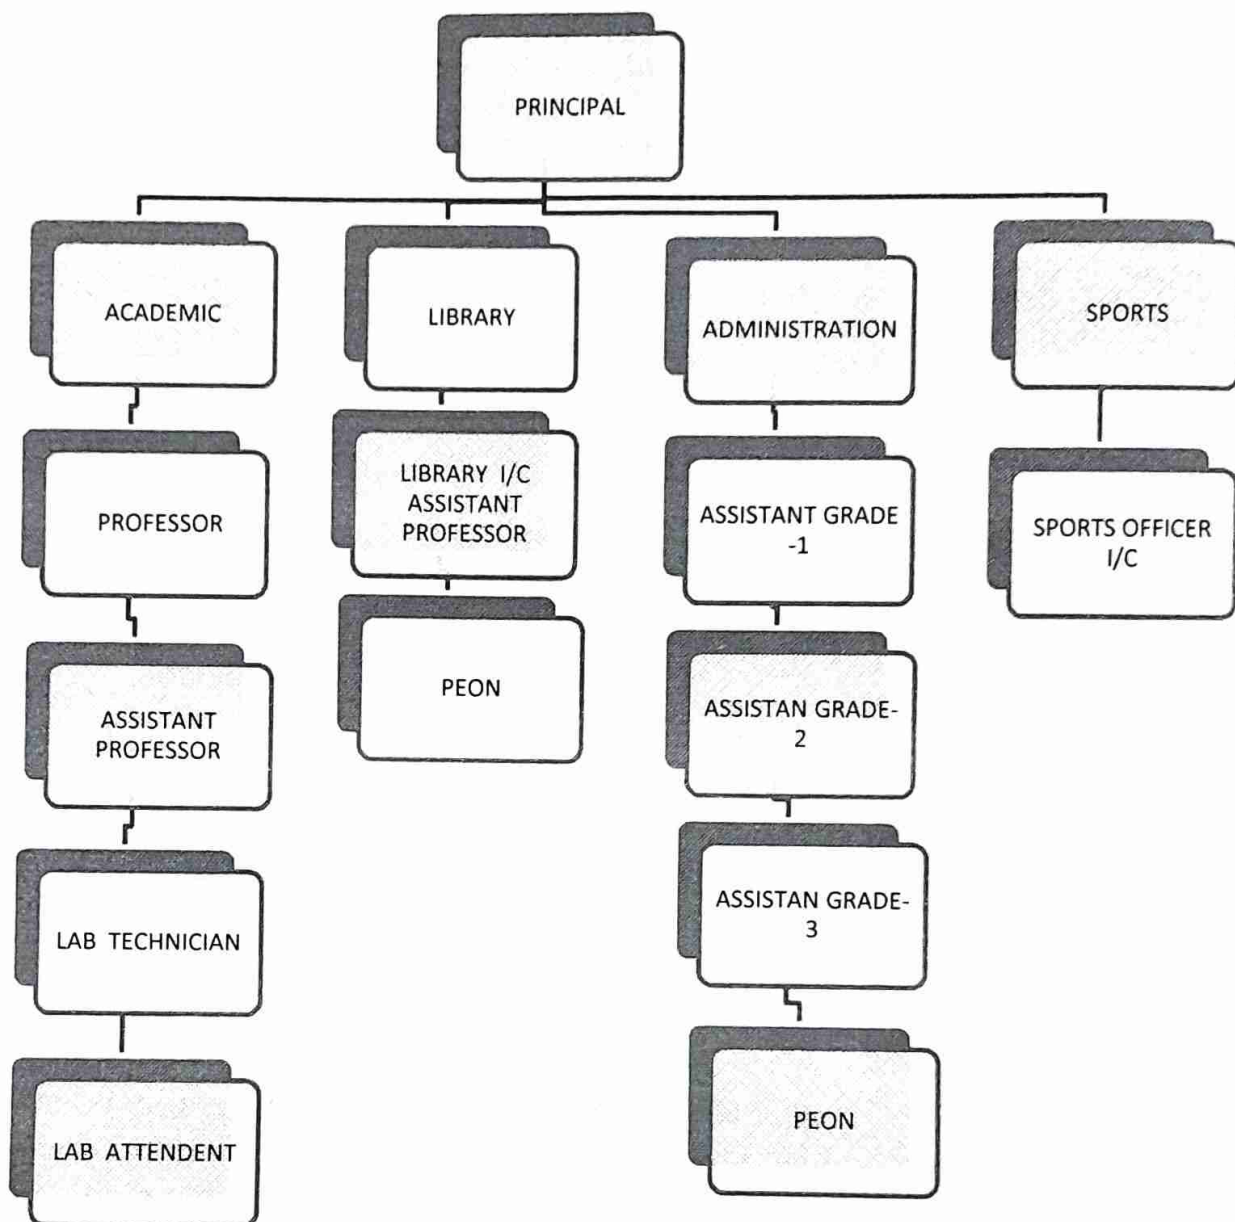 PRINCIPAL
ACADEMIC
LIBRARY
ADMINISTRATION
SPORTS
PROFESSOR
LIBRARY I/C
ASSISTANT
PROFESSOR
ASSISTANT GRADE
-1
SPORTS OFFICER
I/C
ASSISTANT
PROFESSOR
PEON
ASSISTAN GRADE-
2
LAB TECHNICIAN
ASSISTAN GRADE-
3
LAB ATTENDENT
PEON